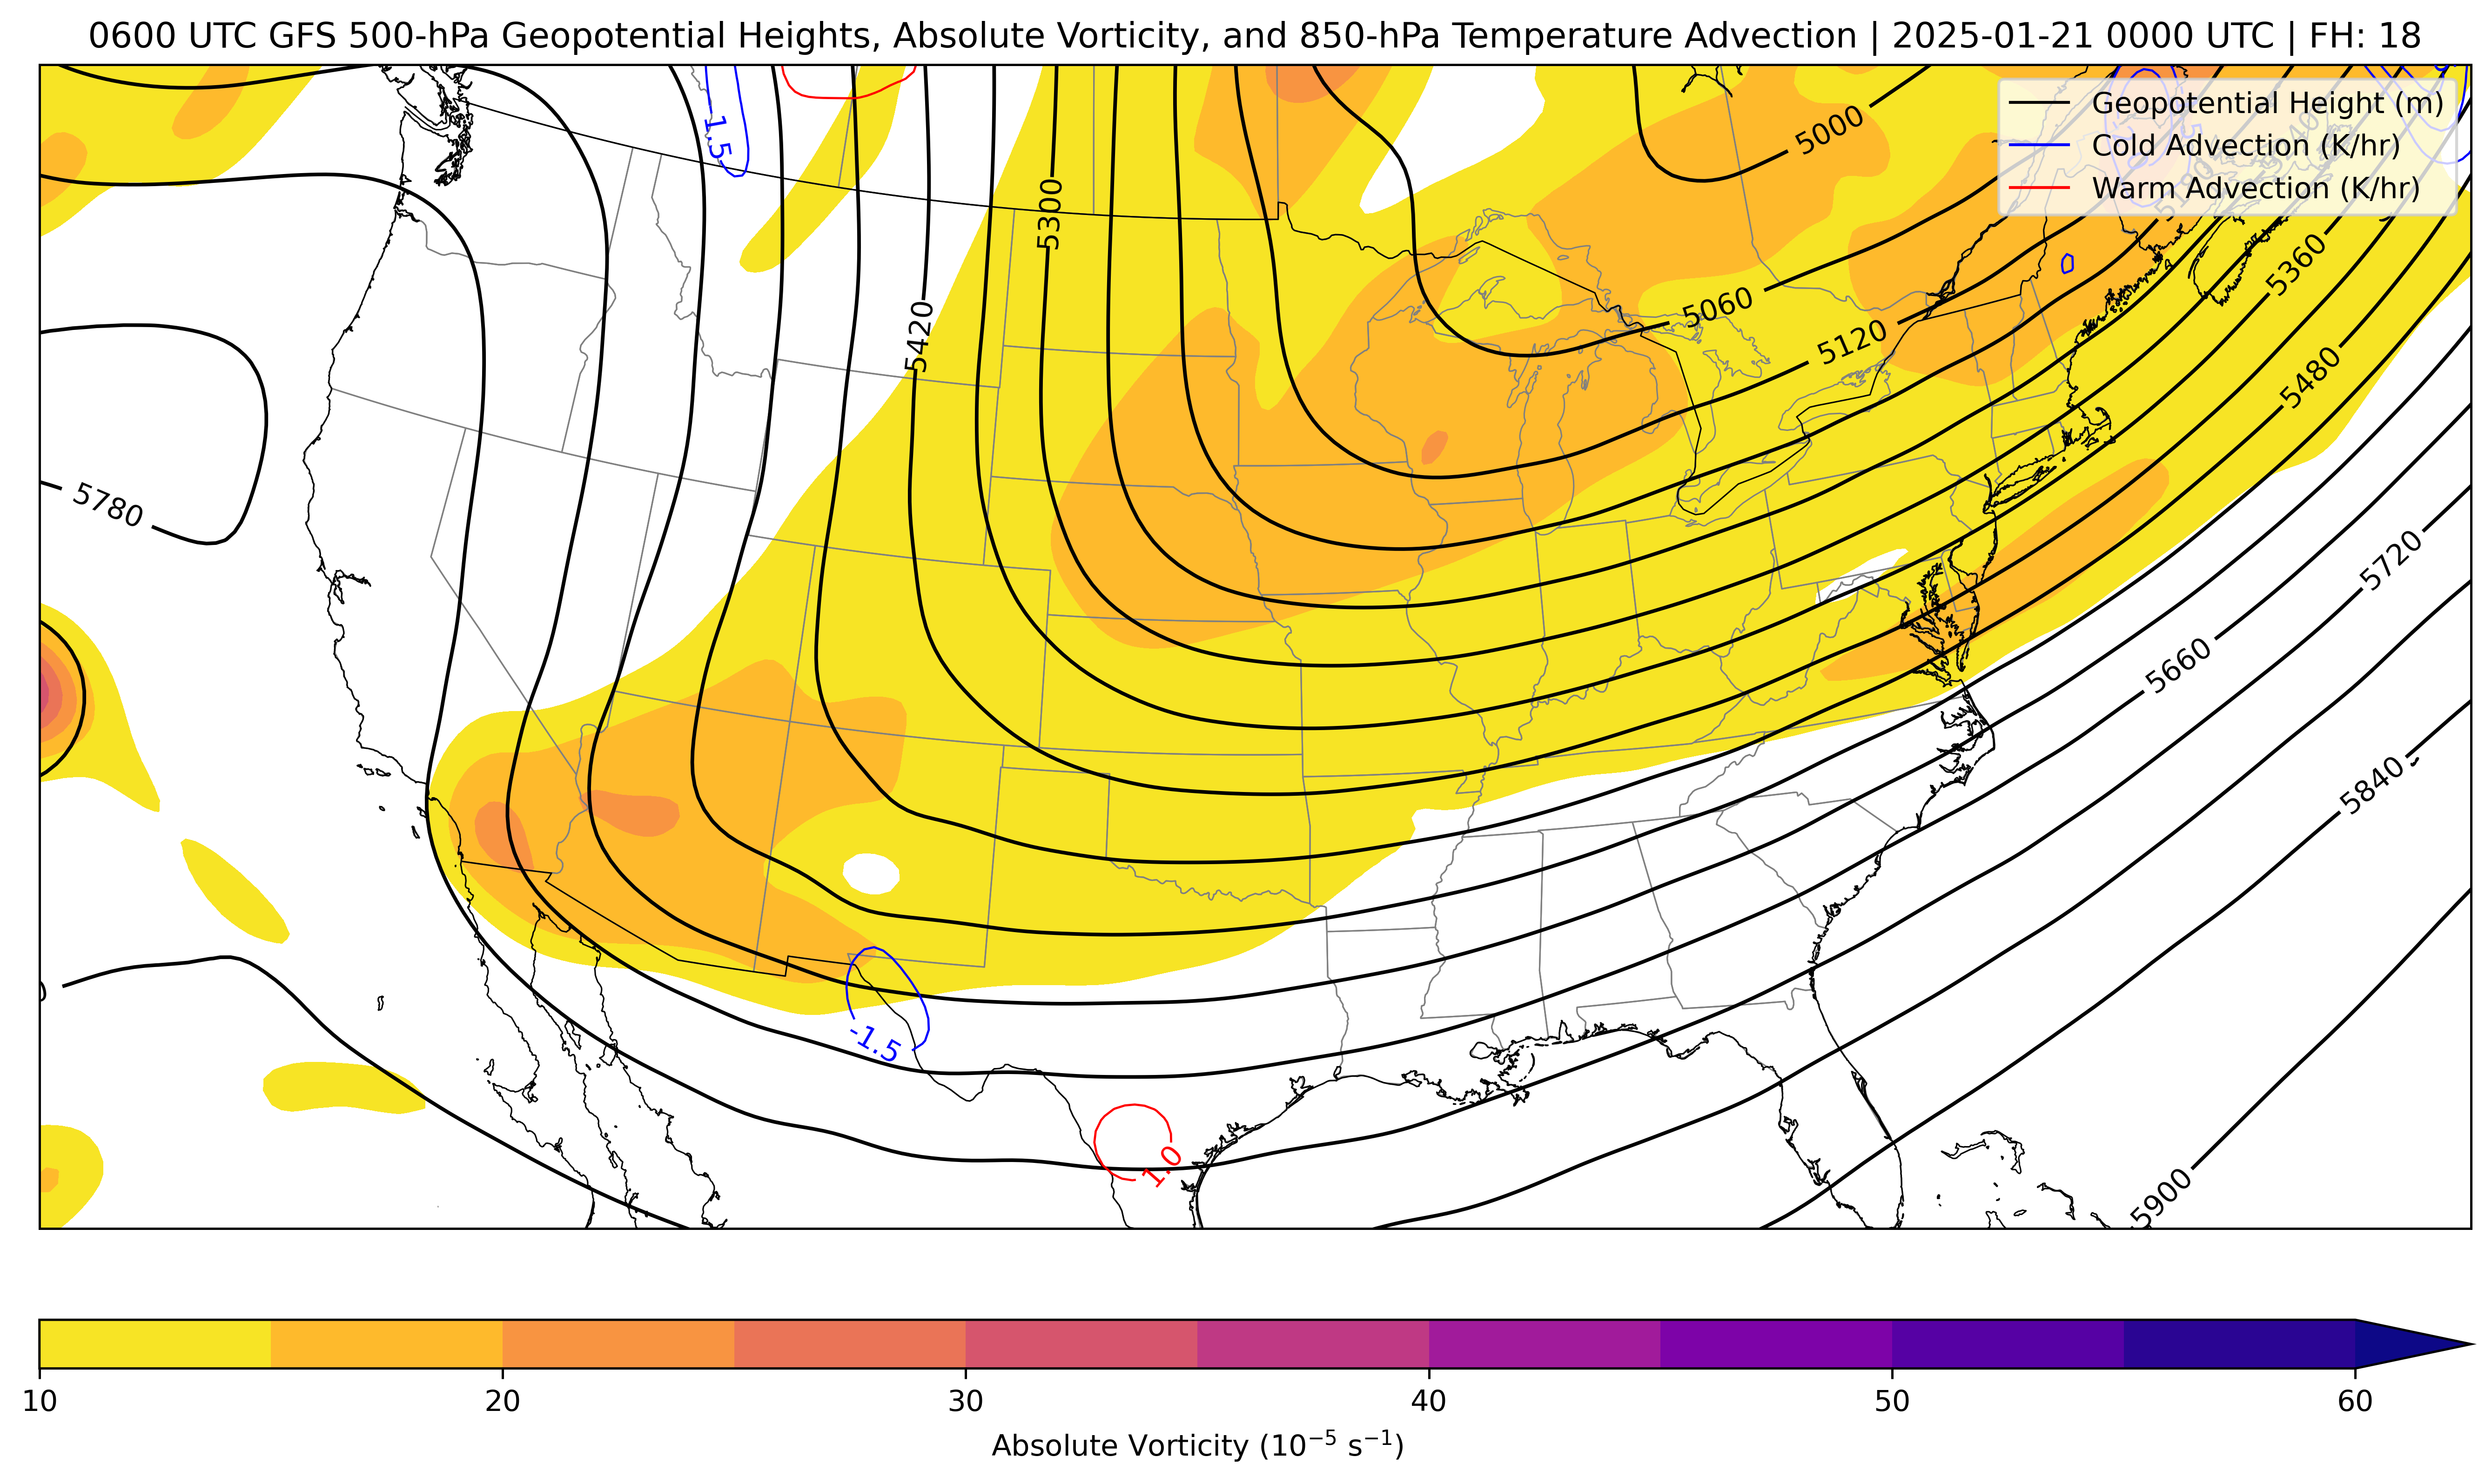 0600 UTC GFS 500-hPa Geopotential Heights, Absolute Vorticity, and 850-hPa Temperature Advection | 2025-01-21 0000 UTC | FH: 18
Geopotential Height (m)
Cold Advection (K/hr)
Warm Advection (K/hr)
5000
-1.5
5300
5360
5060
5420
5120
5480
5780
5720
5660
5840
-1.5
1.0
5900
10 20 30 40 50 60
Absolute Vorticity (10⁻⁵ s⁻¹)